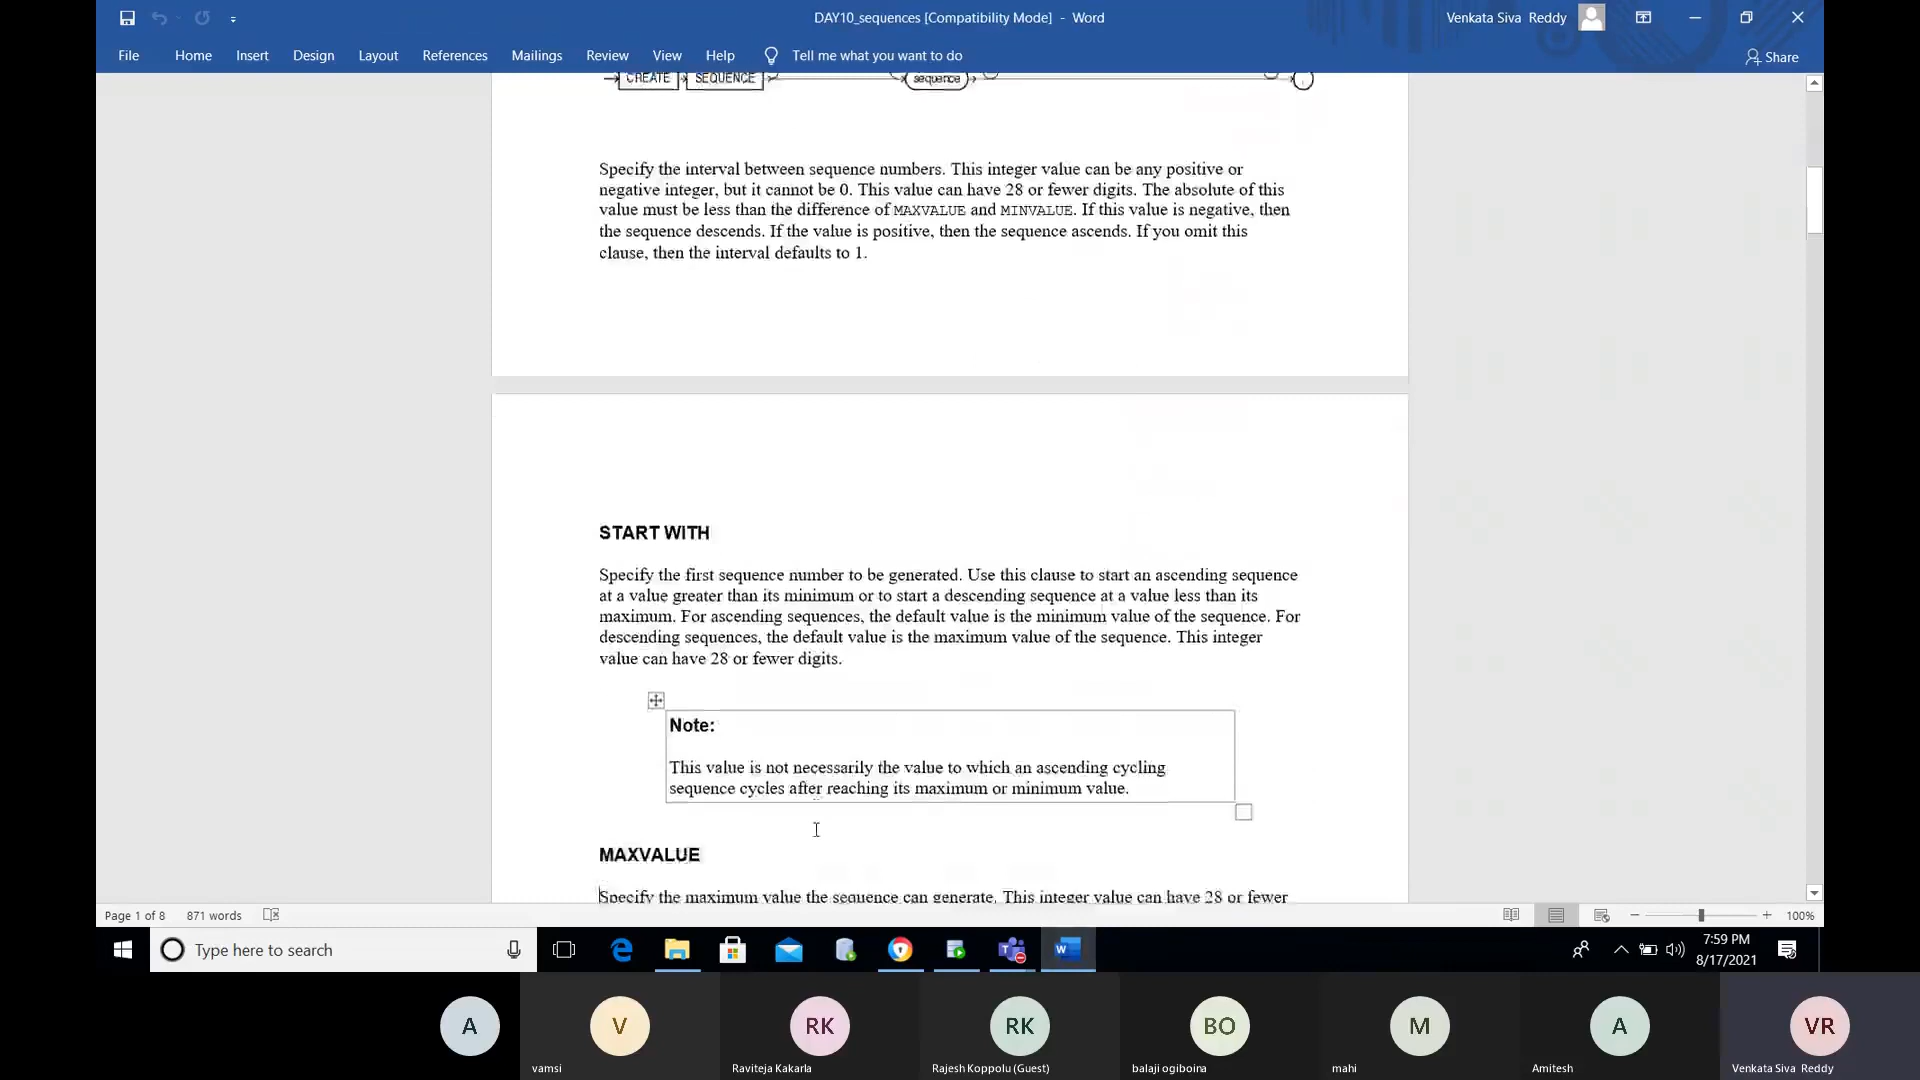 DAY10_sequences [Compatibility Mode] - Word
Venkata Siva Reddy
File Home Insert Design Layout References Mailings Review View Help Tell me what you want to do
Share
CREATE SEQUENCE sequence
Specify the interval between sequence numbers. This integer value can be any positive or
negative integer, but it cannot be 0. This value can have 28 or fewer digits. The absolute of this
value must be less than the difference of MAXVALUE and MINVALUE. If this value is negative, then
the sequence descends. If the value is positive, then the sequence ascends. If you omit this
clause, then the interval defaults to 1.
START WITH
Specify the first sequence number to be generated. Use this clause to start an ascending sequence
at a value greater than its minimum or to start a descending sequence at a value less than its
maximum. For ascending sequences, the default value is the minimum value of the sequence. For
descending sequences, the default value is the maximum value of the sequence. This integer
value can have 28 or fewer digits.
Note:
This value is not necessarily the value to which an ascending cycling
sequence cycles after reaching its maximum or minimum value.
MAXVALUE
Specify the maximum value the sequence can generate. This integer value can have 28 or fewer
Page 1 of 8 871 words
100%
Type here to search
7:59 PM
8/17/2021
A V RK RK BO M A VR
vamsi Raviteja Kakarla Rajesh Koppolu (Guest) balaji ogiboina mahi Amitesh Venkata Siva Reddy